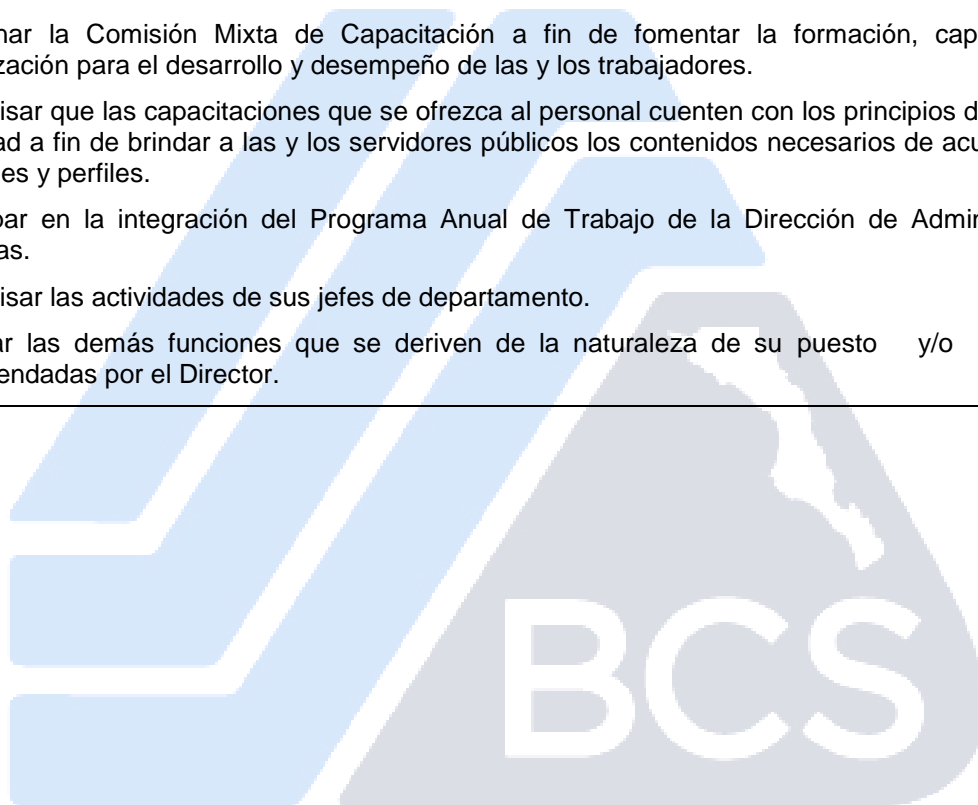 nar la Comisión Mixta de Capacitación a fin de fomentar la formación, cap
zación para el desarrollo y desempeño de las y los trabajadores.
isar que las capacitaciones que se ofrezca al personal cuenten con los principios d
ad a fin de brindar a las y los servidores públicos los contenidos necesarios de acu
es y perfiles.
par en la integración del Programa Anual de Trabajo de la Dirección de Admin
as.
isar las actividades de sus jefes de departamento.
ar las demás funciones que se deriven de la naturaleza de su puesto y/o
endadas por el Director.
BCS